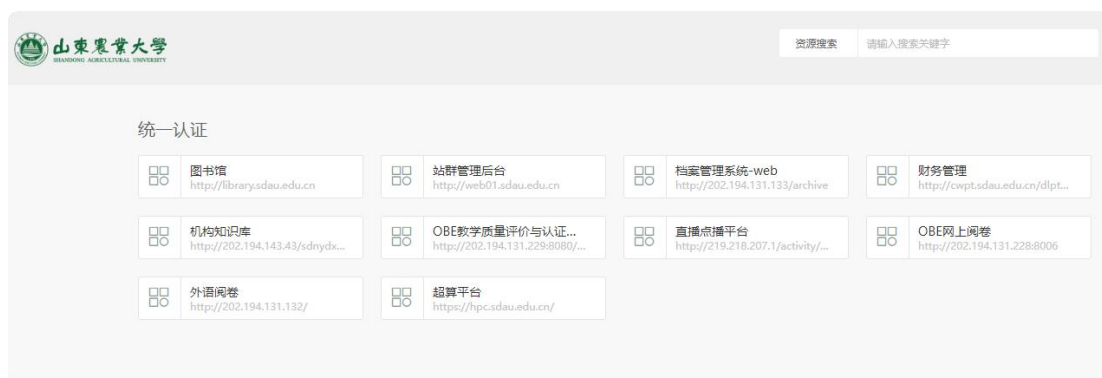 山東農業大學
SHANDONG AGRICULTURAL UNIVERSITY
资源搜索 请输入搜索关键字
统一认证
图书馆
http://library.sdau.edu.cn
站群管理后台
http://web01.sdau.edu.cn
档案管理系统-web
http://202.194.131.133/archive
财务管理
http://cwpt.sdau.edu.cn/dlpt...
机构知识库
http://202.194.143.43/sdnydx...
OBE教学质量评价与认证...
http://202.194.131.229:8080/...
直播点播平台
http://219.218.207.1/activity/...
OBE网上阅卷
http://202.194.131.228:8006
外语阅卷
http://202.194.131.132/
超算平台
https://hpc.sdau.edu.cn/